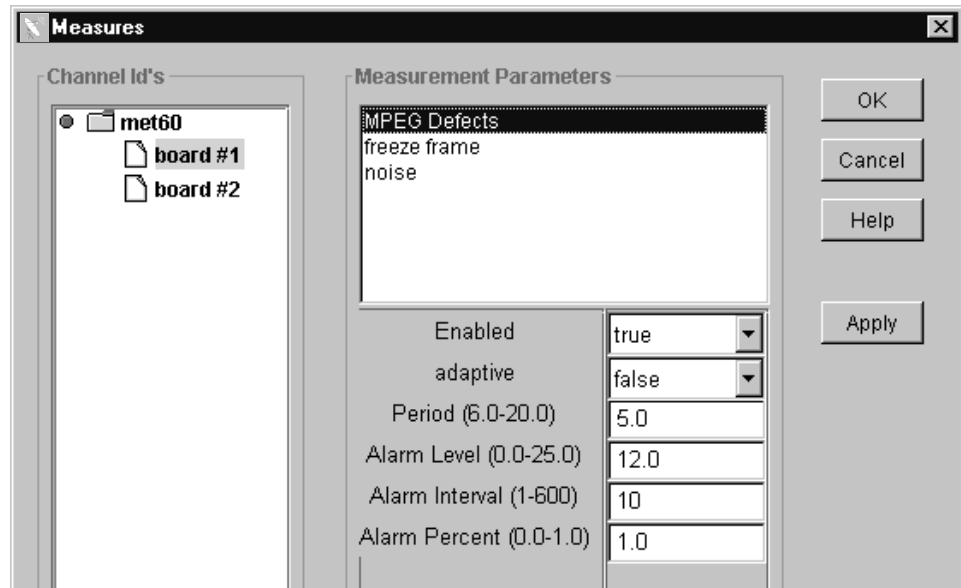 Measures
Channel Id's
met60
board #1
board #2
Measurement Parameters
MPEG Defects
freeze frame
noise
Enabled true
adaptive false
Period (6.0-20.0) 5.0
Alarm Level (0.0-25.0) 12.0
Alarm Interval (1-600) 10
Alarm Percent (0.0-1.0) 1.0
OK
Cancel
Help
Apply